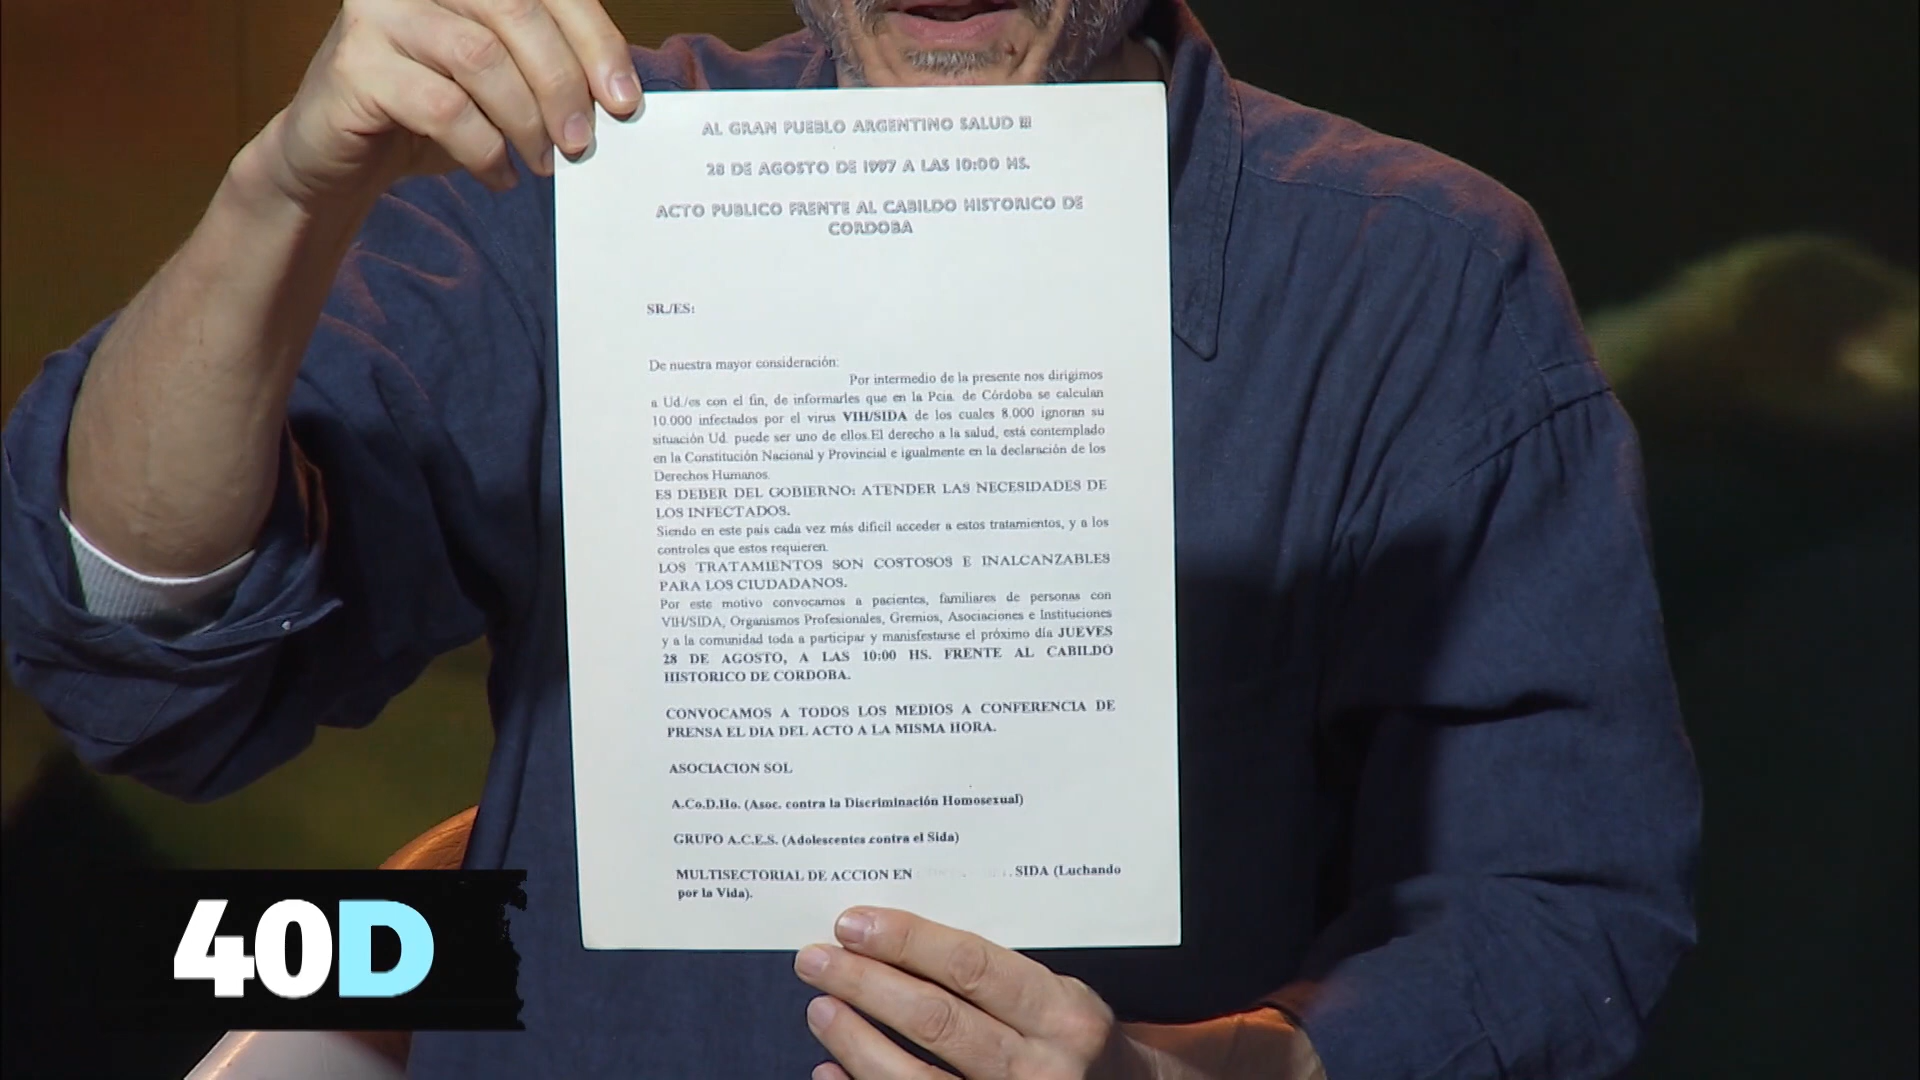 AL GRAN PUEBLO ARGENTINO SALUD !!!
28 DE AGOSTO DE 1997 A LAS 10:00 HS.
ACTO PUBLICO FRENTE AL CABILDO HISTORICO DE
CORDOBA
SR./ES:
De nuestra mayor consideración:
Por intermedio de la presente nos dirigimos
a Ud./es con el fin, de informarles que en la Pcia. de Córdoba se calculan
10.000 infectados por el virus VIH/SIDA de los cuales 8.000 ignoran su
situación Ud. puede ser uno de ellos.El derecho a la salud, está contemplado
en la Constitución Nacional y Provincial e igualmente en la declaración de los
Derechos Humanos.
ES DEBER DEL GOBIERNO: ATENDER LAS NECESIDADES DE
LOS INFECTADOS.
Siendo en este país cada vez más difícil acceder a estos tratamientos, y a los
controles que estos requieren.
LOS TRATAMIENTOS SON COSTOSOS E INALCANZABLES
PARA LOS CIUDADANOS.
Por este motivo convocamos a pacientes, familiares de personas con
VIH/SIDA, Organismos Profesionales, Gremios, Asociaciones e Instituciones
y a la comunidad toda a participar y manisfestarse el próximo día JUEVES
28 DE AGOSTO, A LAS 10:00 HS. FRENTE AL CABILDO
HISTORICO DE CORDOBA.
CONVOCAMOS A TODOS LOS MEDIOS A CONFERENCIA DE
PRENSA EL DIA DEL ACTO A LA MISMA HORA.
ASOCIACION SOL
A.Co.D.Ho. (Asoc. contra la Discriminación Homosexual)
GRUPO A.C.E.S. (Adolescentes contra el Sida)
MULTISECTORIAL DE ACCION EN SIDA (Luchando
por la Vida).
40D